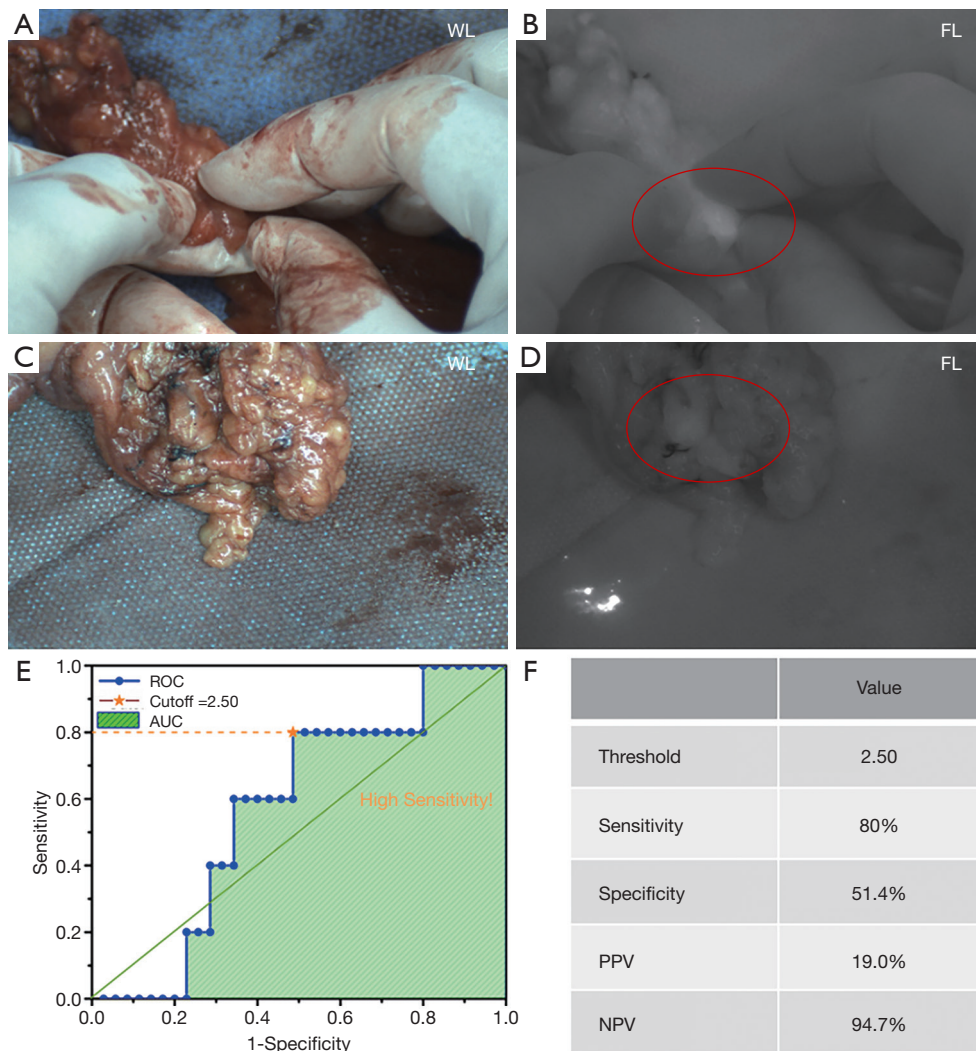 A
WL
B
FL
C
WL
D
FL
E
1.0
0.8
0.6
0.4
0.2
0.0
Sensitivity
ROC
Cutoff =2.50
AUC
High Sensitivity!
0.0 0.2 0.4 0.6 0.8 1.0
1-Specificity
F
Value
Threshold 2.50
Sensitivity 80%
Specificity 51.4%
PPV 19.0%
NPV 94.7%